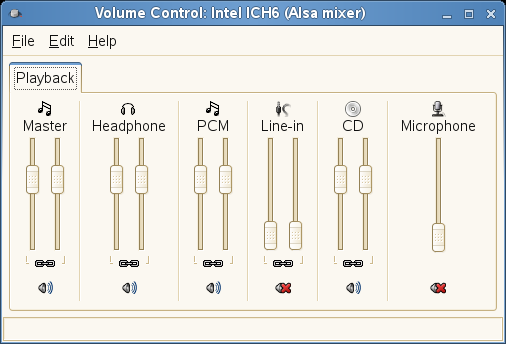 Volume Control: Intel ICH6 (Alsa mixer)
File Edit Help
Playback
Master Headphone PCM Line-in CD Microphone